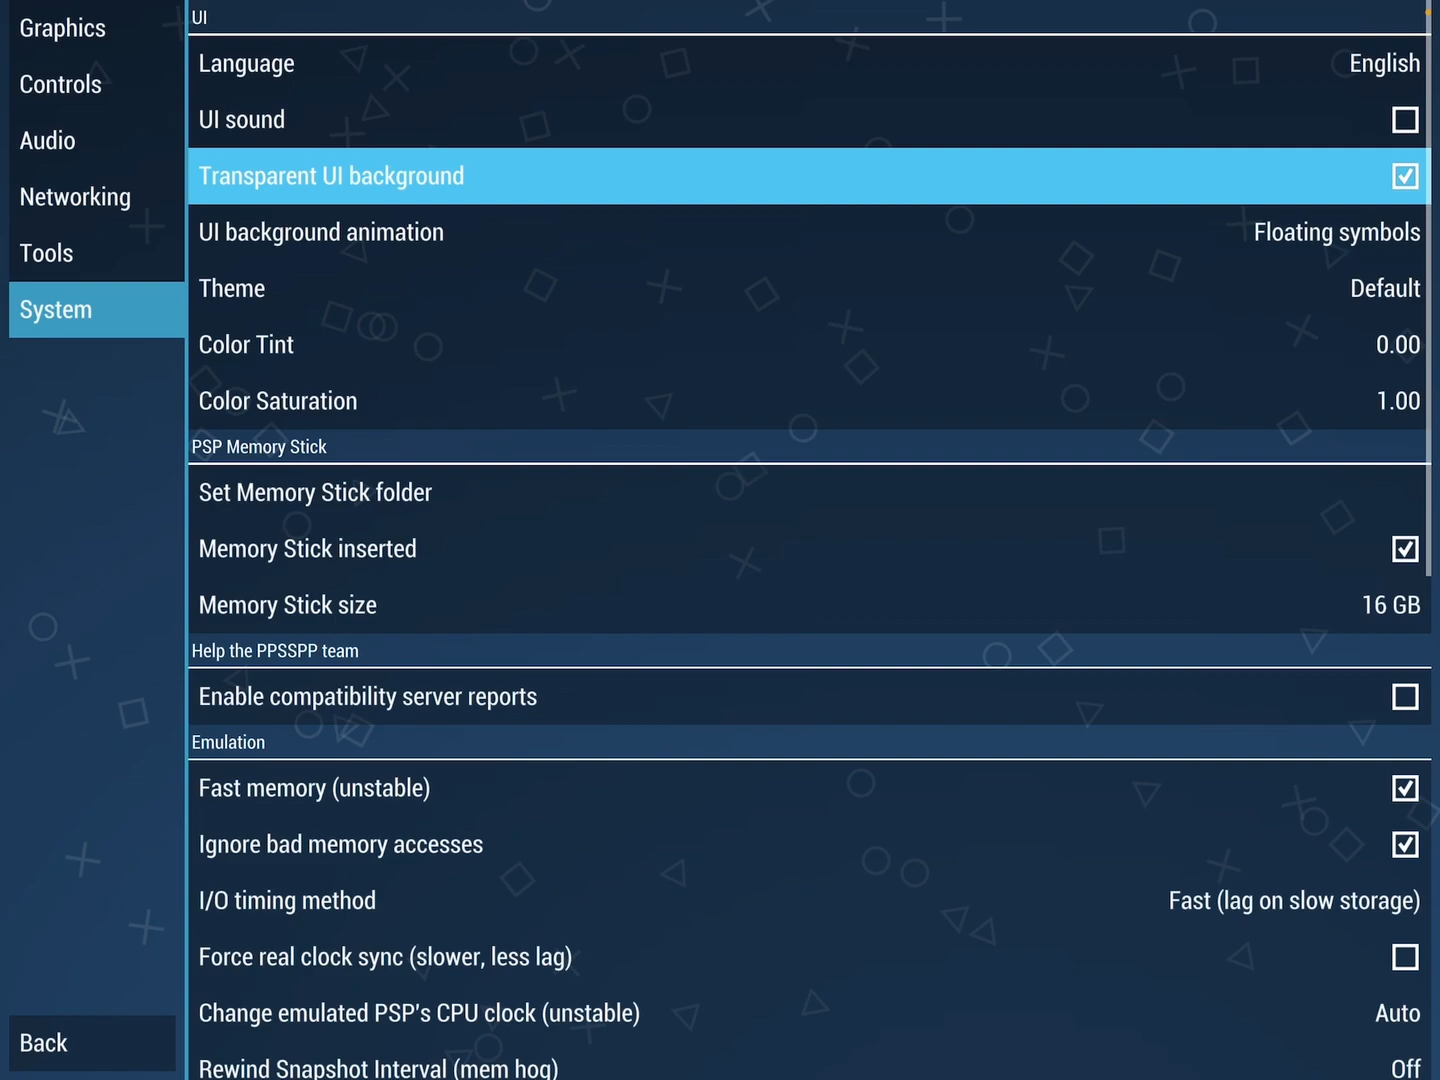 Graphics
Controls
Audio
Networking
Tools
System
Back
UI
Language English
UI sound
Transparent UI background
UI background animation Floating symbols
Theme Default
Color Tint 0.00
Color Saturation 1.00
PSP Memory Stick
Set Memory Stick folder
Memory Stick inserted
Memory Stick size 16 GB
Help the PPSSPP team
Enable compatibility server reports
Emulation
Fast memory (unstable)
Ignore bad memory accesses
I/O timing method Fast (lag on slow storage)
Force real clock sync (slower, less lag)
Change emulated PSP's CPU clock (unstable) Auto
Rewind Snapshot Interval (mem hog) Off